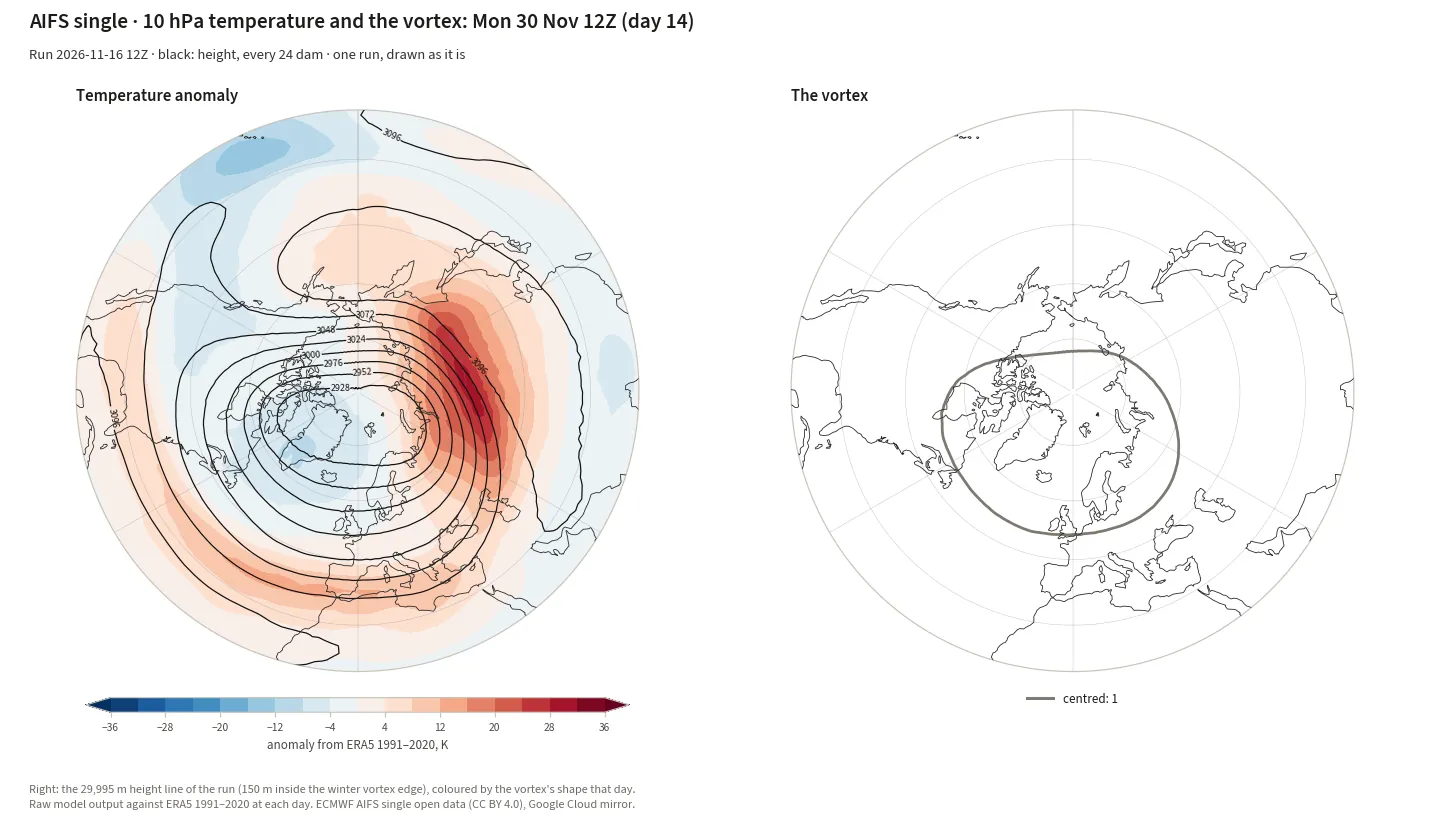 AIFS single · 10 hPa temperature and the vortex: Mon 30 Nov 12Z (day 14)
Run 2026-11-16 12Z · black: height, every 24 dam · one run, drawn as it is
Temperature anomaly
The vortex
3096
3072
3048
3024
3000
2976
2952
2928
3096
3096
−36 −28 −20 −12 −4 4 12 20 28 36
anomaly from ERA5 1991–2020, K
centred: 1
Right: the 29,995 m height line of the run (150 m inside the winter vortex edge), coloured by the vortex's shape that day.
Raw model output against ERA5 1991–2020 at each day. ECMWF AIFS single open data (CC BY 4.0), Google Cloud mirror.